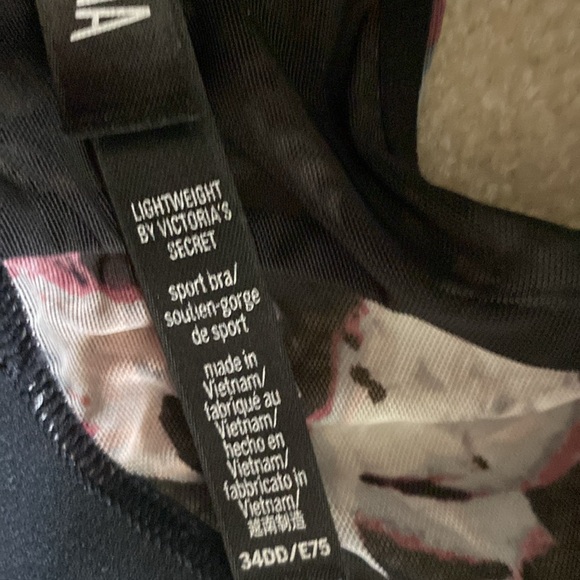 LIGHTWEIGHT
BY VICTORIA'S
SECRET
sport bra/
soutien-gorge
de sport
made in
Vietnam/
fabriqué au
Vietnam/
hecho en
Vietnam/
fabbricato in
Vietnam/
越南制造
34DD/E75